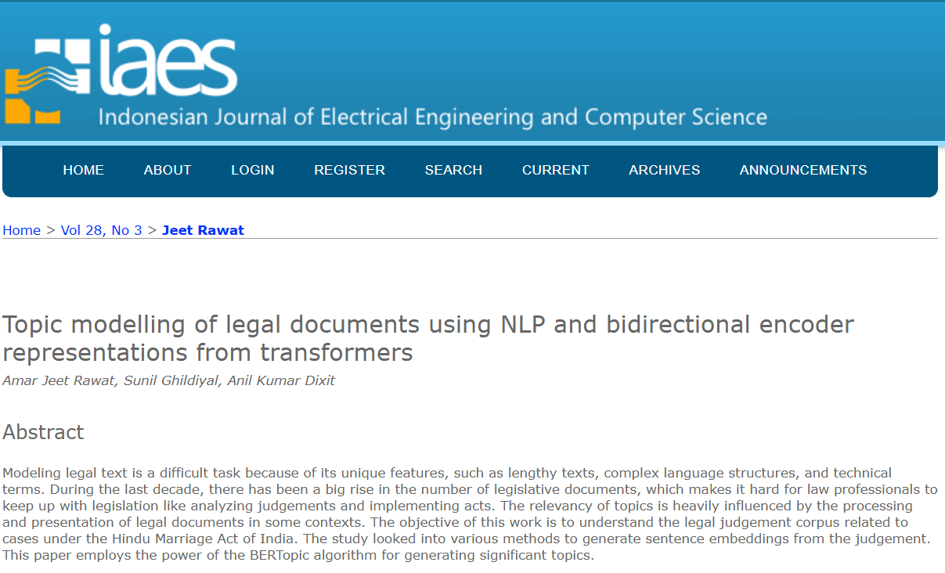 iaes
Indonesian Journal of Electrical Engineering and Computer Science
HOME ABOUT LOGIN REGISTER SEARCH CURRENT ARCHIVES ANNOUNCEMENTS
Home > Vol 28, No 3 > Jeet Rawat
Topic modelling of legal documents using NLP and bidirectional encoder
representations from transformers
Amar Jeet Rawat, Sunil Ghildiyal, Anil Kumar Dixit
Abstract
Modeling legal text is a difficult task because of its unique features, such as lengthy texts, complex language structures, and technical
terms. During the last decade, there has been a big rise in the number of legislative documents, which makes it hard for law professionals to
keep up with legislation like analyzing judgements and implementing acts. The relevancy of topics is heavily influenced by the processing
and presentation of legal documents in some contexts. The objective of this work is to understand the legal judgement corpus related to
cases under the Hindu Marriage Act of India. The study looked into various methods to generate sentence embeddings from the judgement.
This paper employs the power of the BERTopic algorithm for generating significant topics.